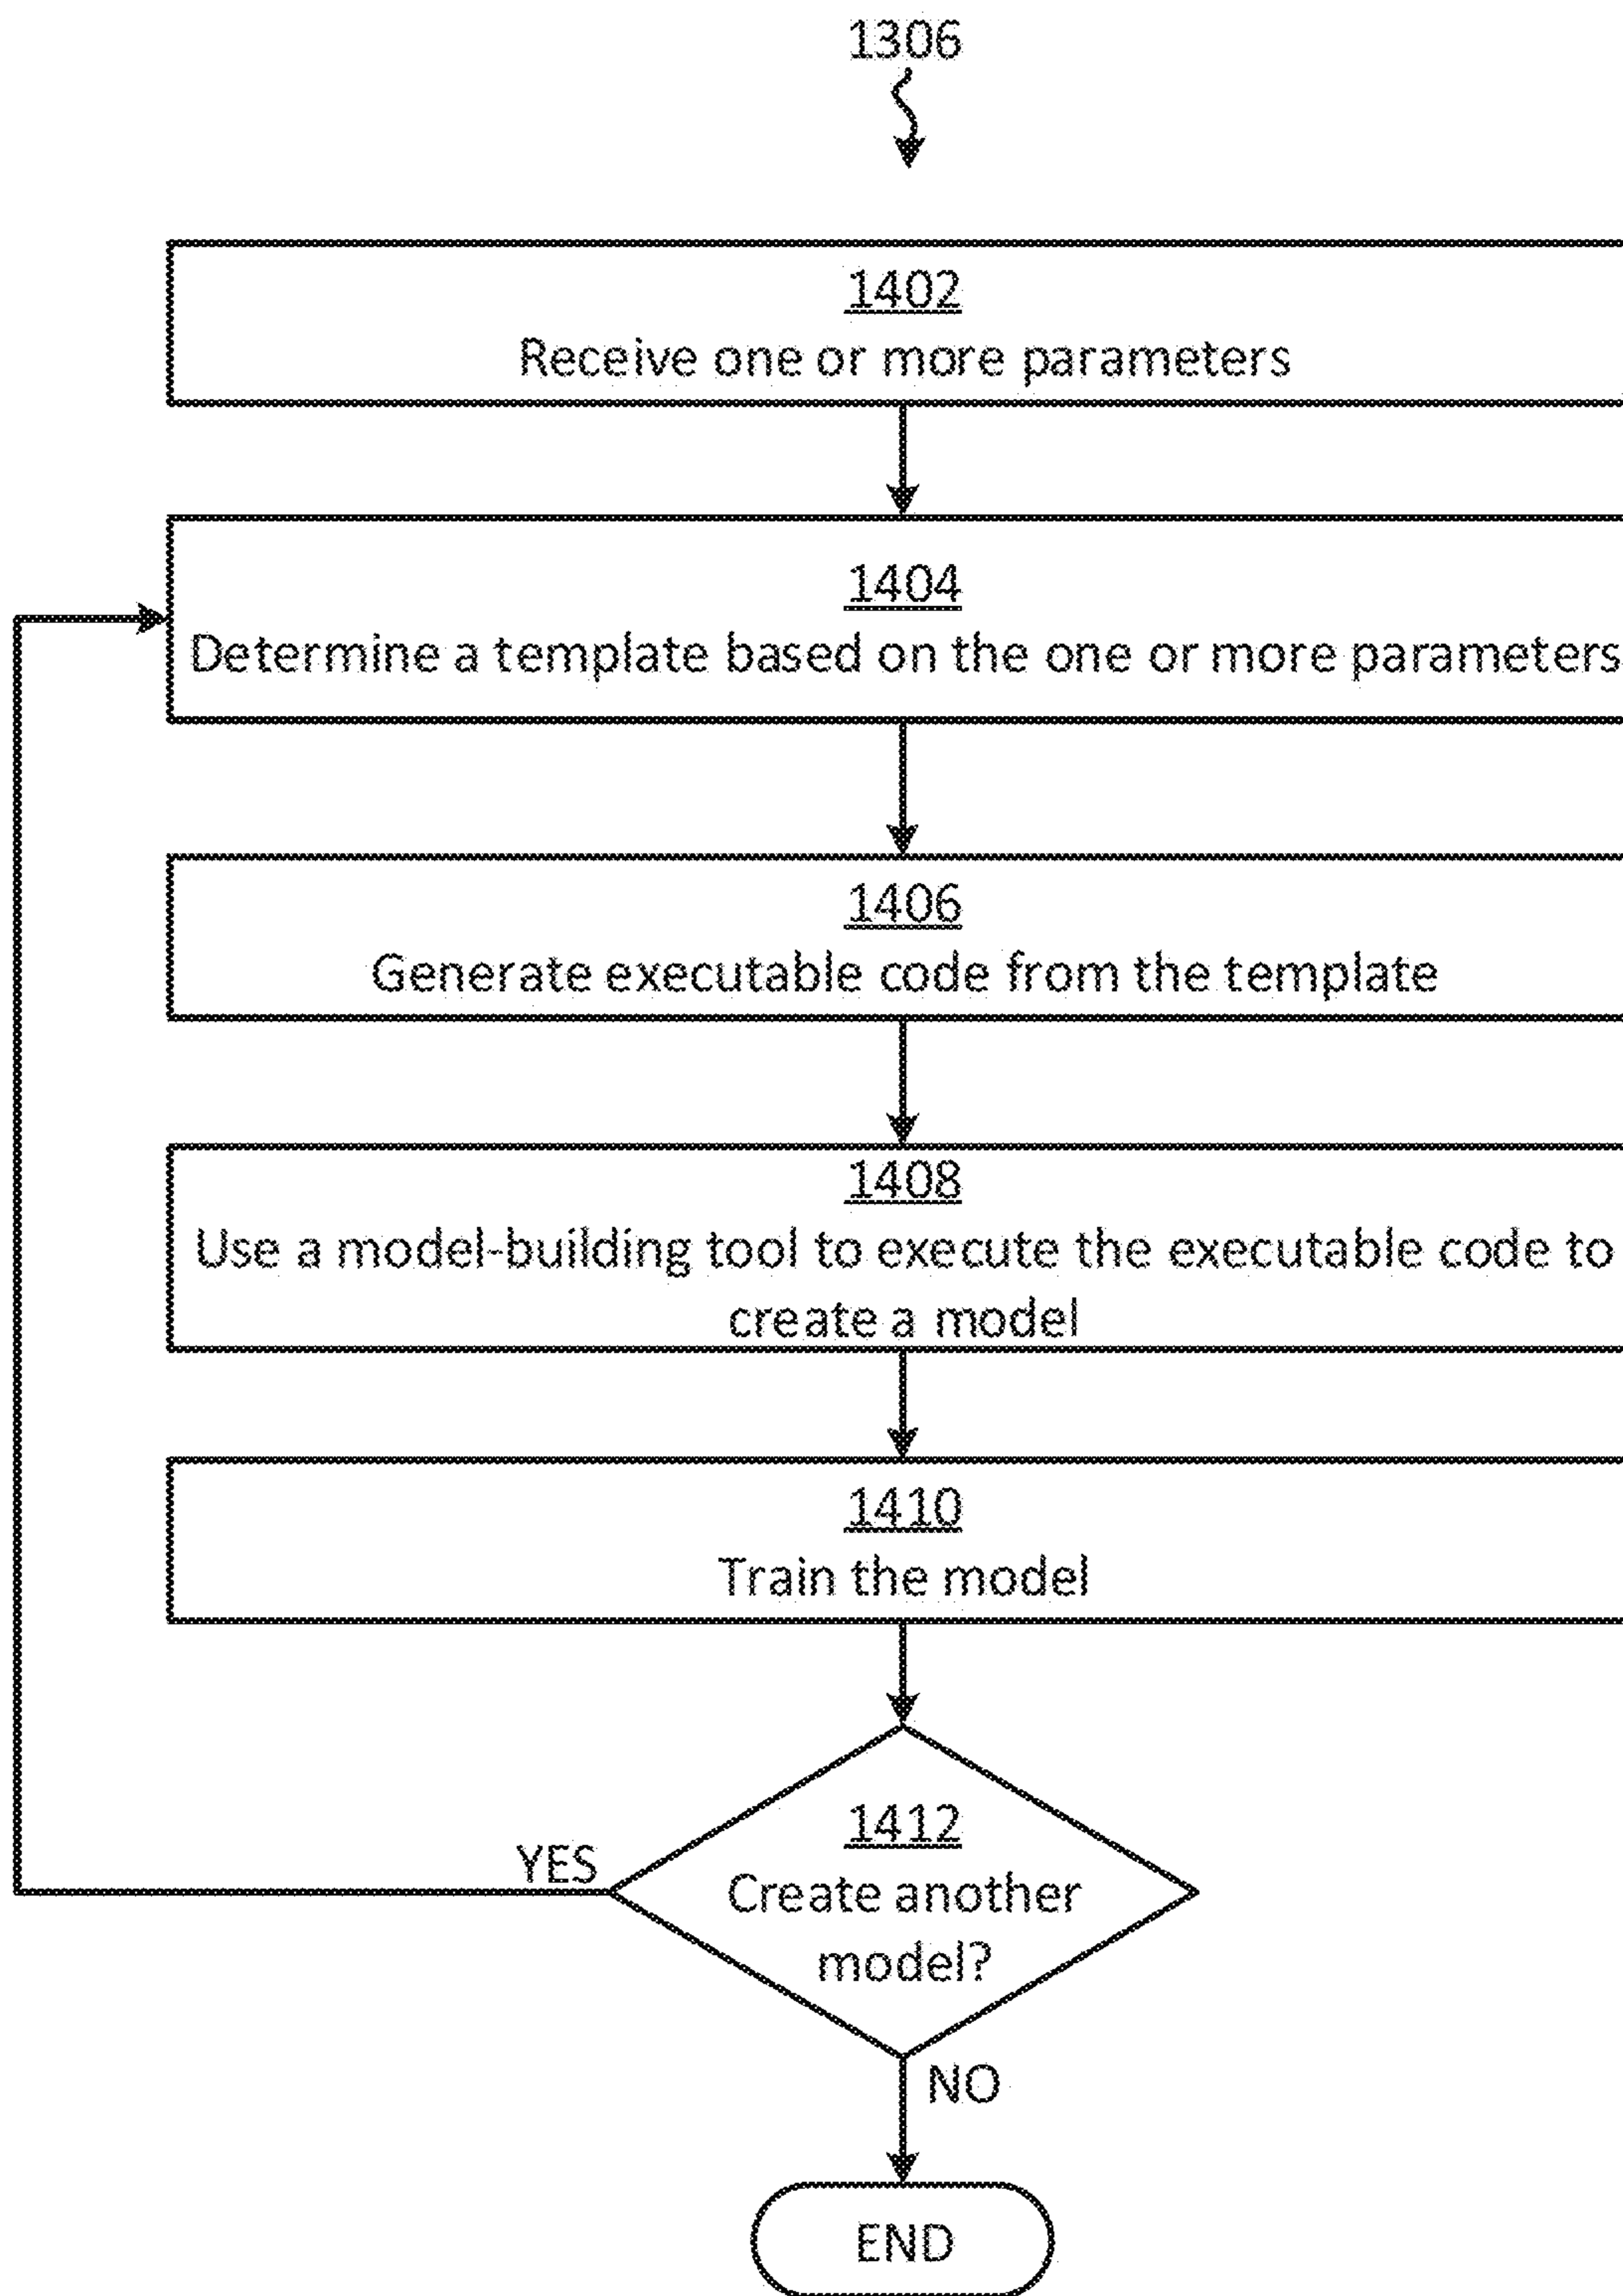 1306
1402
Receive one or more parameters
1404
Determine a template based on the one or more parameters
1406
Generate executable code from the template
1408
Use a model-building tool to execute the executable code to
create a model
1410
Train the model
1412
YES
Create another
model?
NO
END